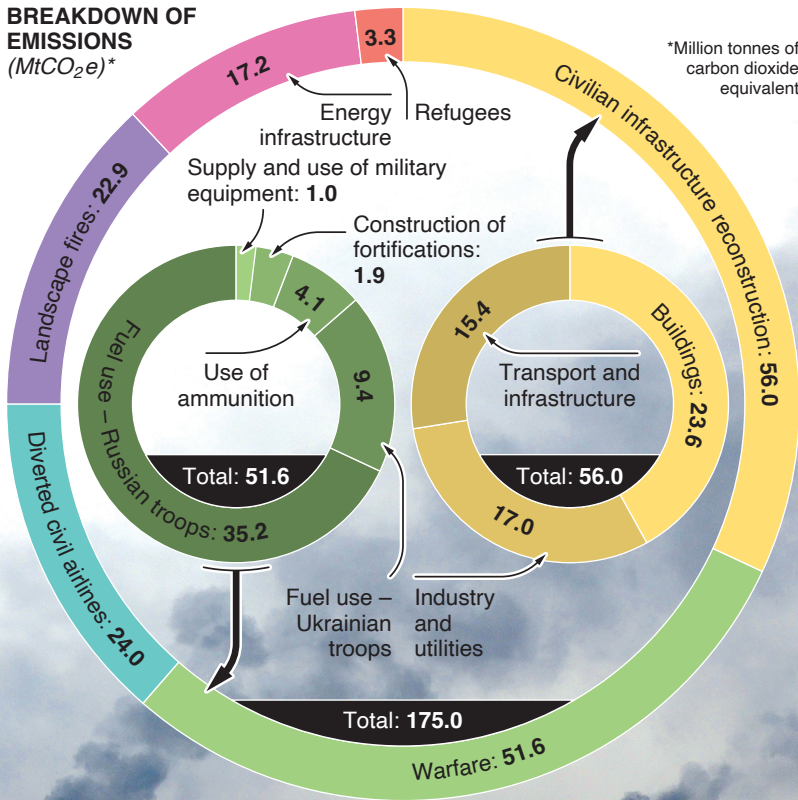 BREAKDOWN OF
EMISSIONS
(MtCO2e)*
*Million tonnes of
carbon dioxide
equivalent
3.3
Refugees
17.2
Energy
infrastructure
Civilian infrastructure reconstruction: 56.0
Landscape fires: 22.9
Supply and use of military
equipment: 1.0
Construction of
fortifications:
1.9
4.1
Use of
ammunition
9.4
Fuel use – Russian troops: 35.2
Total: 51.6
15.4
Transport and
infrastructure
Buildings: 23.6
Total: 56.0
17.0
Fuel use –
Ukrainian
troops
Industry
and
utilities
Diverted civil airlines: 24.0
Total: 175.0
Warfare: 51.6